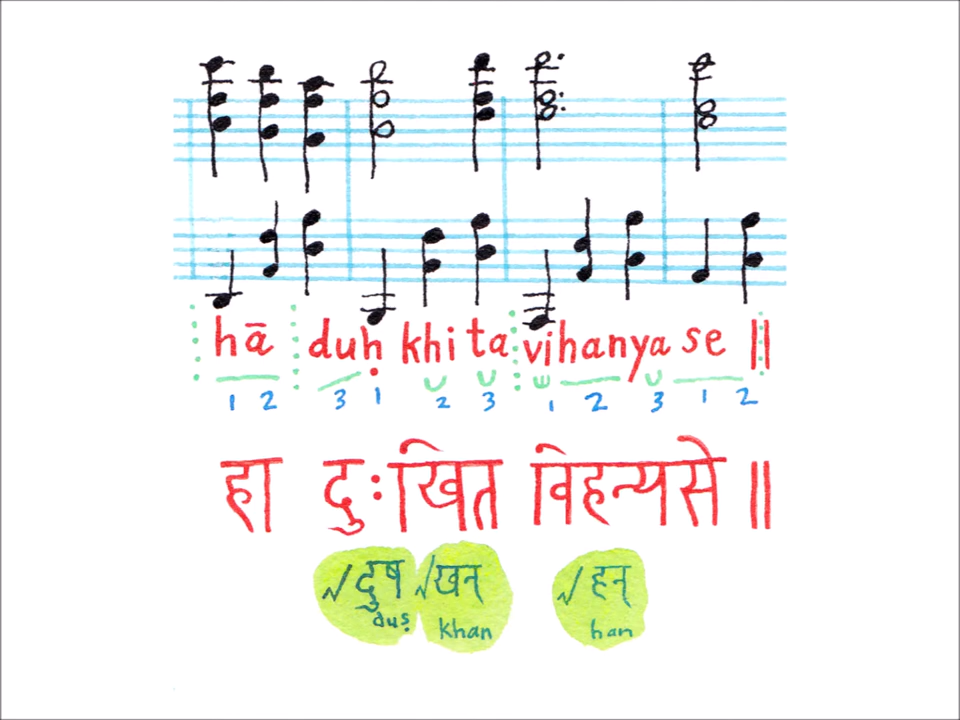 hā duḥ khi ta vihanya se ||
1 2 3 1 2 3 1 2 3 1 2
हा दुःखित विहन्यसे ॥
√दुष् √खन् √हन्
duṣ khan han